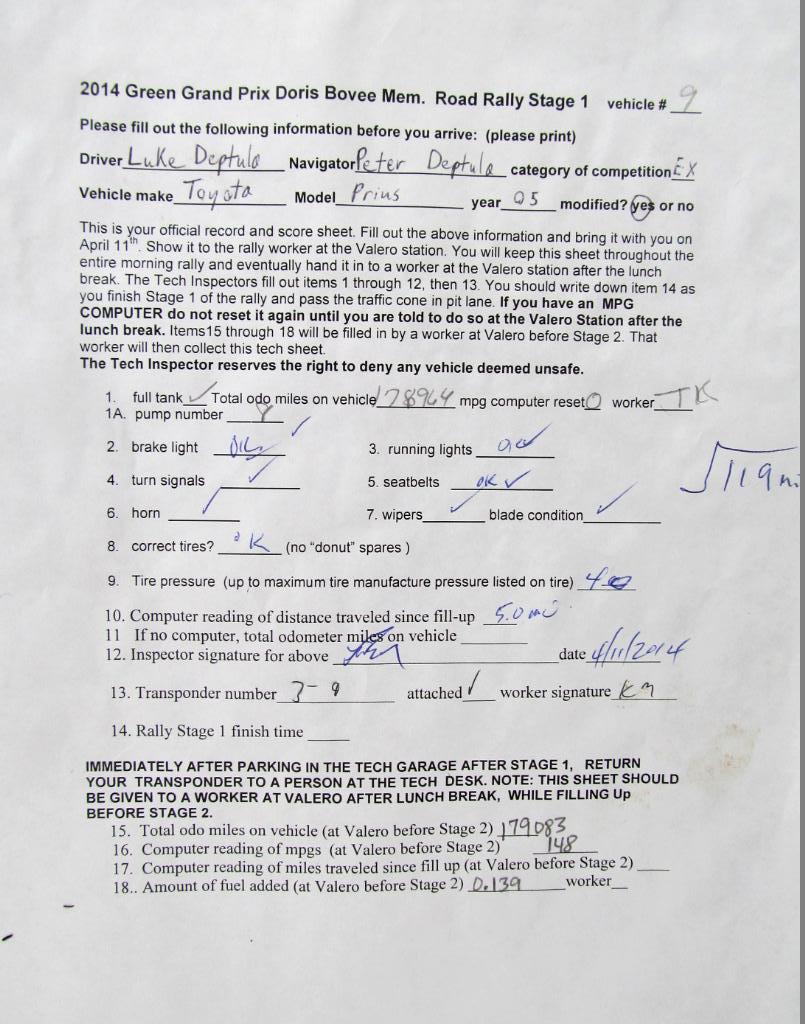 2014 Green Grand Prix Doris Bovee Mem. Road Rally Stage 1 vehicle # 9
Please fill out the following information before you arrive: (please print)
Driver Luke Deptula Navigator Peter Deptula category of competition EX
Vehicle make Toyota Model Prius year 05 modified? yes or no
This is your official record and score sheet. Fill out the above information and bring it with you on
April 11th. Show it to the rally worker at the Valero station. You will keep this sheet throughout the
entire morning rally and eventually hand it in to a worker at the Valero station after the lunch
break. The Tech Inspectors fill out items 1 through 12, then 13. You should write down item 14 as
you finish Stage 1 of the rally and pass the traffic cone in pit lane. If you have an MPG
COMPUTER do not reset it again until you are told to do so at the Valero Station after the
lunch break. Items15 through 18 will be filled in by a worker at Valero before Stage 2. That
worker will then collect this tech sheet.
The Tech Inspector reserves the right to deny any vehicle deemed unsafe.
1. full tank ✓ Total odo miles on vehicle 178964 mpg computer reset 0 worker TK
1A. pump number 8 ✓
2. brake light OK 3. running lights ✓
4. turn signals ✓ 5. seatbelts OK ✓
119 mi
6. horn ✓ 7. wipers ✓ blade condition ✓
8. correct tires? OK (no "donut" spares )
9. Tire pressure (up to maximum tire manufacture pressure listed on tire) 40
10. Computer reading of distance traveled since fill-up 5.0 mi
11 If no computer, total odometer miles on vehicle
12. Inspector signature for above date 4/11/2014
13. Transponder number 3-9 attached ✓ worker signature
14. Rally Stage 1 finish time
IMMEDIATELY AFTER PARKING IN THE TECH GARAGE AFTER STAGE 1, RETURN
YOUR TRANSPONDER TO A PERSON AT THE TECH DESK. NOTE: THIS SHEET SHOULD
BE GIVEN TO A WORKER AT VALERO AFTER LUNCH BREAK, WHILE FILLING Up
BEFORE STAGE 2.
15. Total odo miles on vehicle (at Valero before Stage 2) 179083
16. Computer reading of mpgs (at Valero before Stage 2) 148
17. Computer reading of miles traveled since fill up (at Valero before Stage 2)
18.. Amount of fuel added (at Valero before Stage 2) 0.139 worker